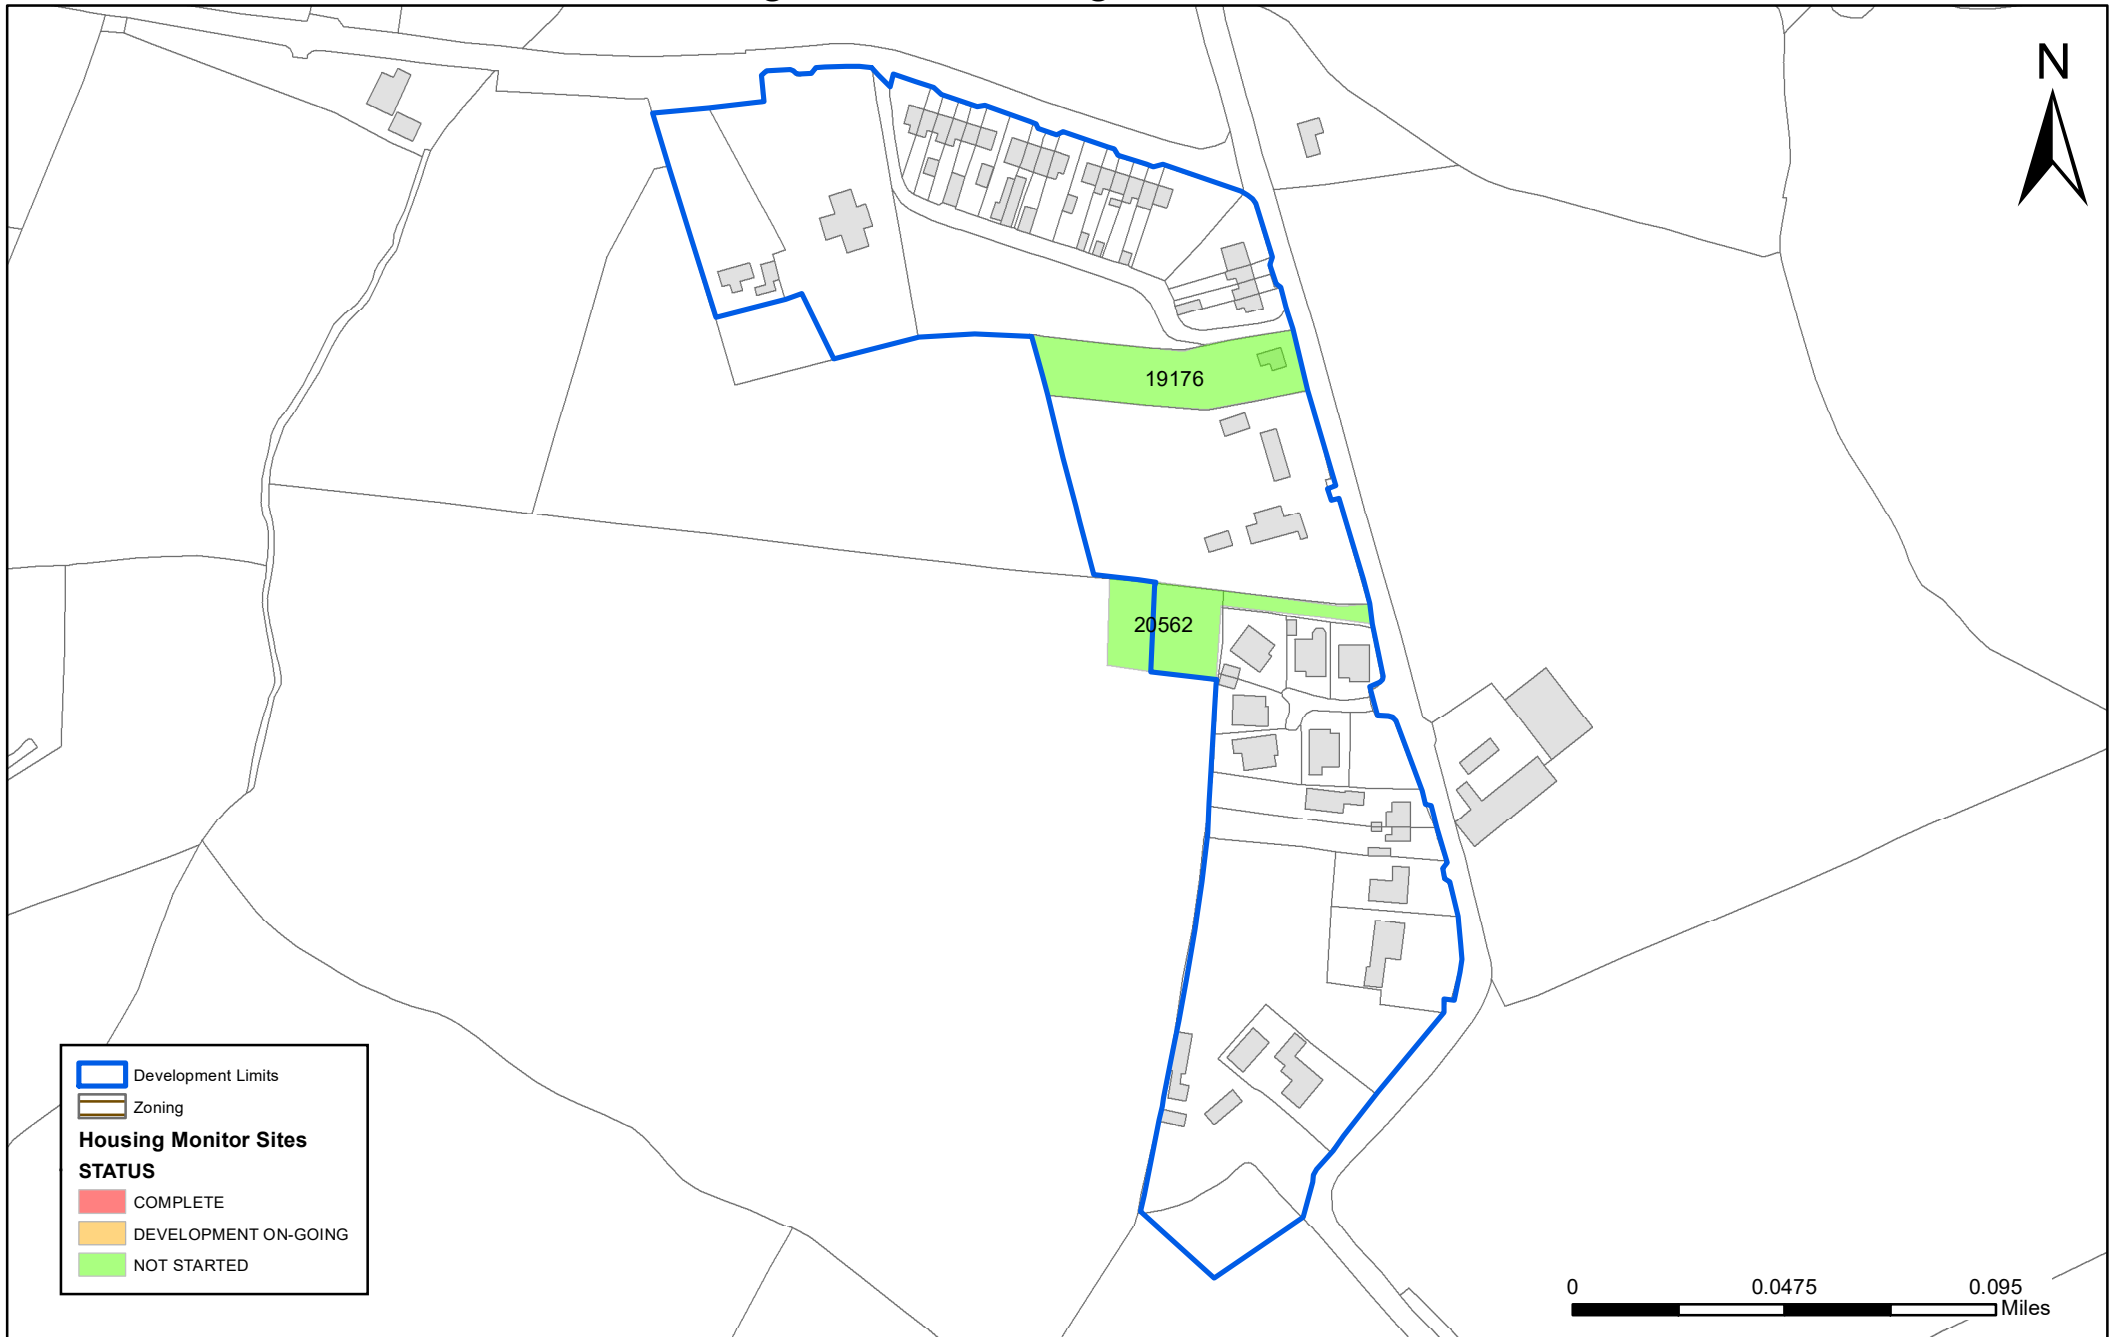 N
19176
20562
Development Limits
Zoning
Housing Monitor Sites
STATUS
COMPLETE
DEVELOPMENT ON-GOING
NOT STARTED
0 0.0475 0.095
Miles